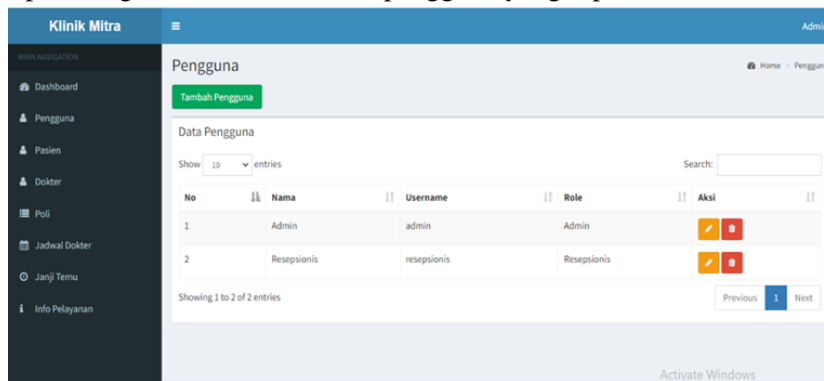 Klinik Mitra
Admin
MAIN NAVIGATION
Dashboard
Pengguna
Pasien
Dokter
Poli
Jadwal Dokter
Janji Temu
Info Pelayanan
Pengguna
Home > Penggun
Tambah Pengguna
Data Pengguna
Show 10 entries
Search:
No Nama Username Role Aksi
1 Admin admin Admin
2 Resepsionis resepsionis Resepsionis
Showing 1 to 2 of 2 entries
Previous 1 Next
Activate Windows